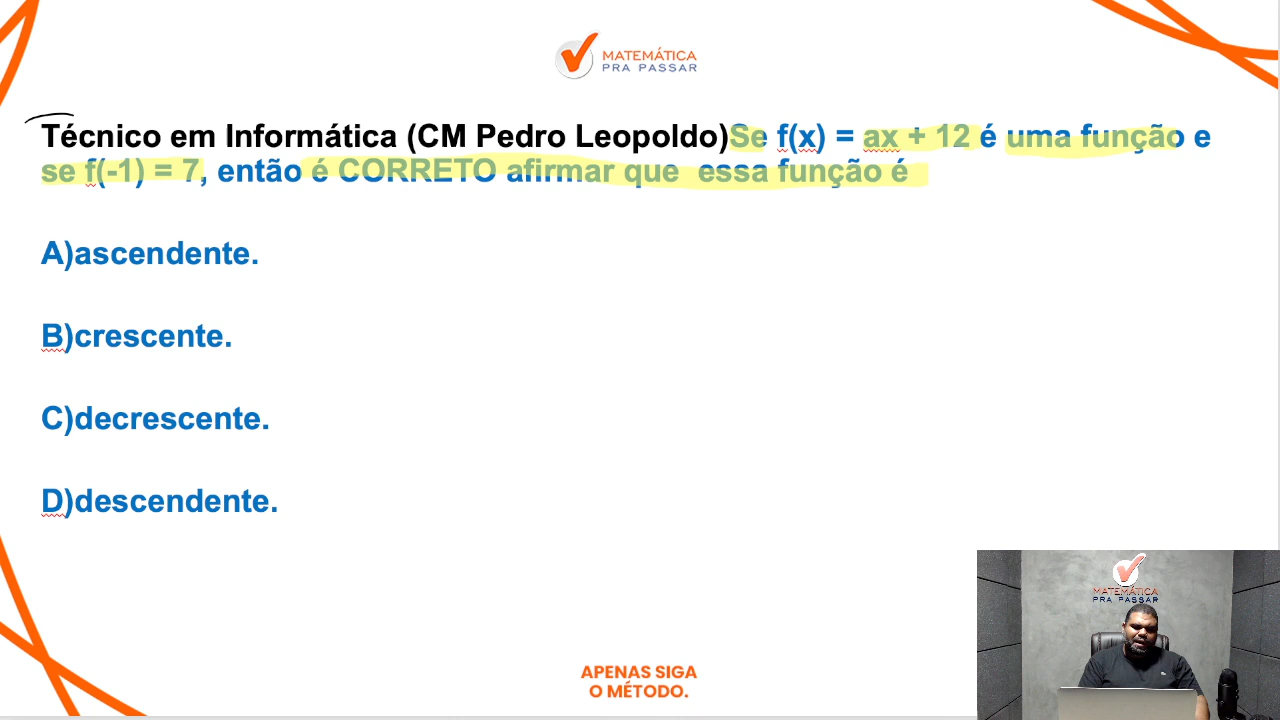 MATEMÁTICA
PRA PASSAR
Técnico em Informática (CM Pedro Leopoldo)Se f(x) = ax + 12 é uma função e
se f(-1) = 7, então é CORRETO afirmar que  essa função é
A)ascendente.
B)crescente.
C)decrescente.
D)descendente.
MATEMÁTICA
PRA PASSAR
APENAS SIGA
O MÉTODO.